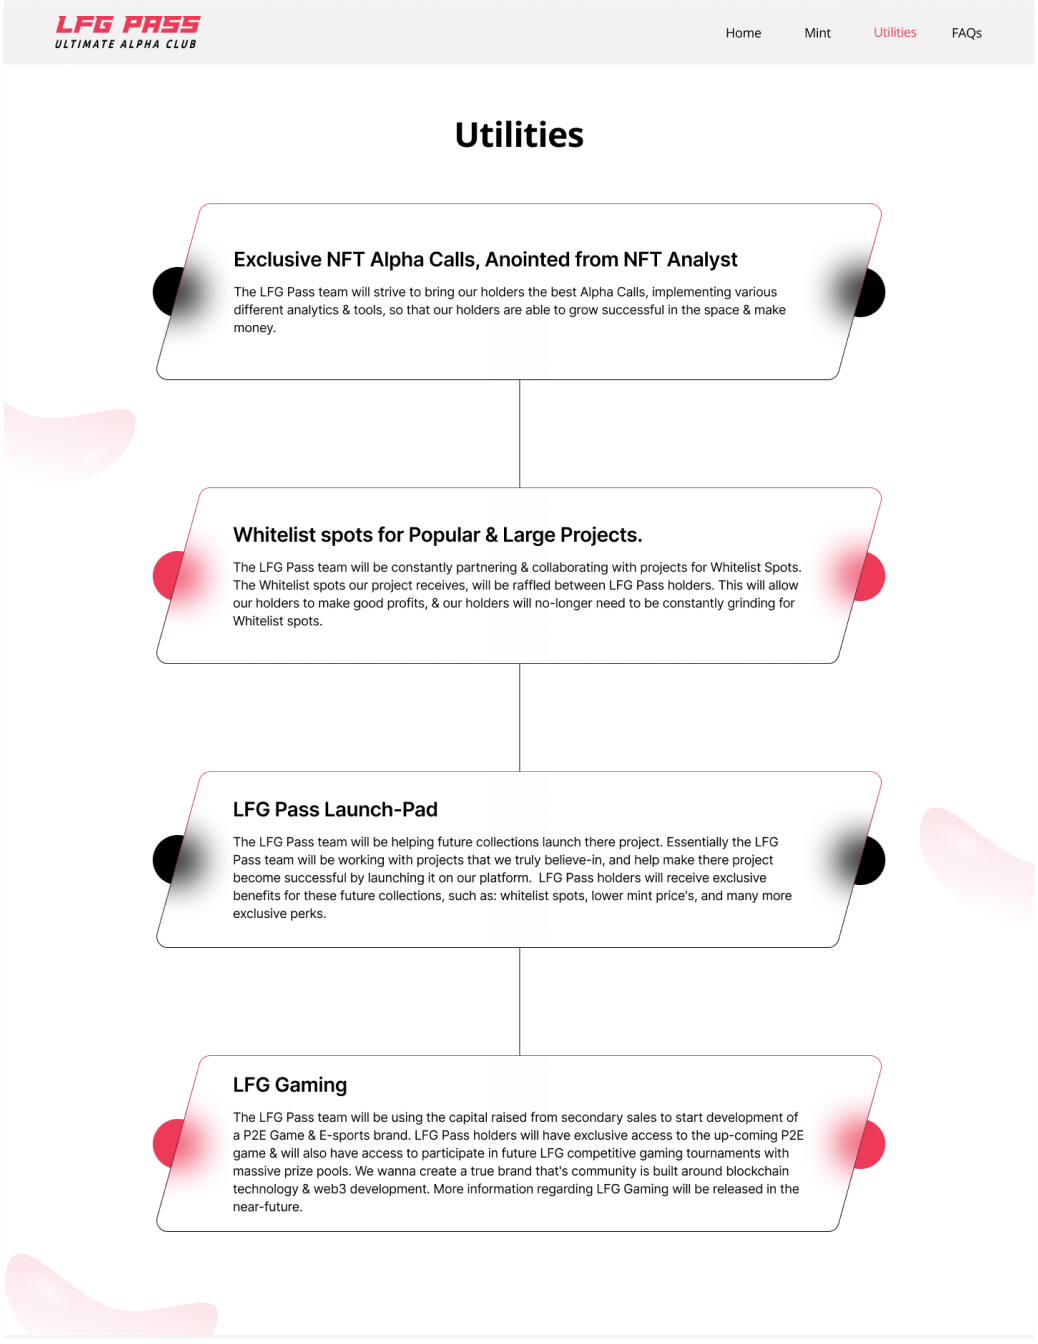 LFG PASS
ULTIMATE ALPHA CLUB
Home Mint Utilities FAQs
Utilities
Exclusive NFT Alpha Calls, Anointed from NFT Analyst
The LFG Pass team will strive to bring our holders the best Alpha Calls, implementing various
different analytics & tools, so that our holders are able to grow successful in the space & make
money.
Whitelist spots for Popular & Large Projects.
The LFG Pass team will be constantly partnering & collaborating with projects for Whitelist Spots.
The Whitelist spots our project receives, will be raffled between LFG Pass holders. This will allow
our holders to make good profits, & our holders will no-longer need to be constantly grinding for
Whitelist spots.
LFG Pass Launch-Pad
The LFG Pass team will be helping future collections launch there project. Essentially the LFG
Pass team will be working with projects that we truly believe-in, and help make there project
become successful by launching it on our platform.  LFG Pass holders will receive exclusive
benefits for these future collections, such as: whitelist spots, lower mint price's, and many more
exclusive perks.
LFG Gaming
The LFG Pass team will be using the capital raised from secondary sales to start development of
a P2E Game & E-sports brand. LFG Pass holders will have exclusive access to the up-coming P2E
game & will also have access to participate in future LFG competitive gaming tournaments with
massive prize pools. We wanna create a true brand that's community is built around blockchain
technology & web3 development. More information regarding LFG Gaming will be released in the
near-future.